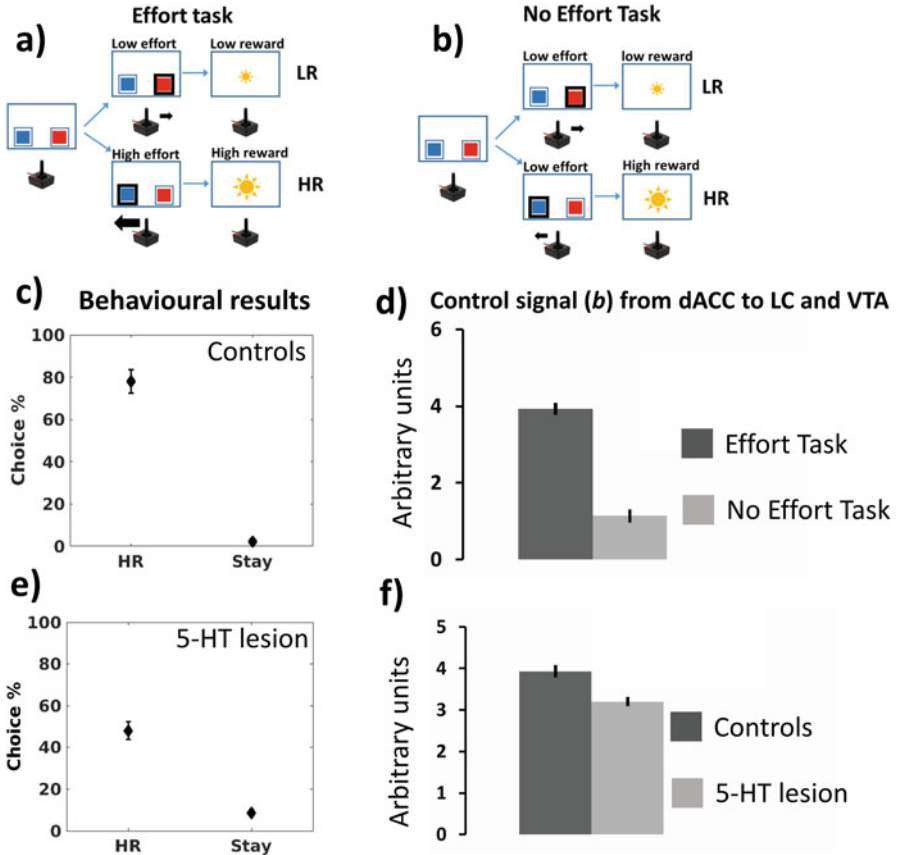 a)
Effort task
Low effort
Low reward
LR
High effort
High reward
HR
b)
No Effort Task
Low effort
low reward
LR
Low effort
High reward
HR
c)
Behavioural results
Controls
Choice %
100
80
60
40
20
0
HR
Stay
d)
Control signal (b) from dACC to LC and VTA
Arbitrary units
6
4
2
0
Effort Task
No Effort Task
e)
5-HT lesion
Choice %
100
80
60
40
20
0
HR
Stay
f)
Arbitrary units
5
4
3
2
1
0
Controls
5-HT lesion